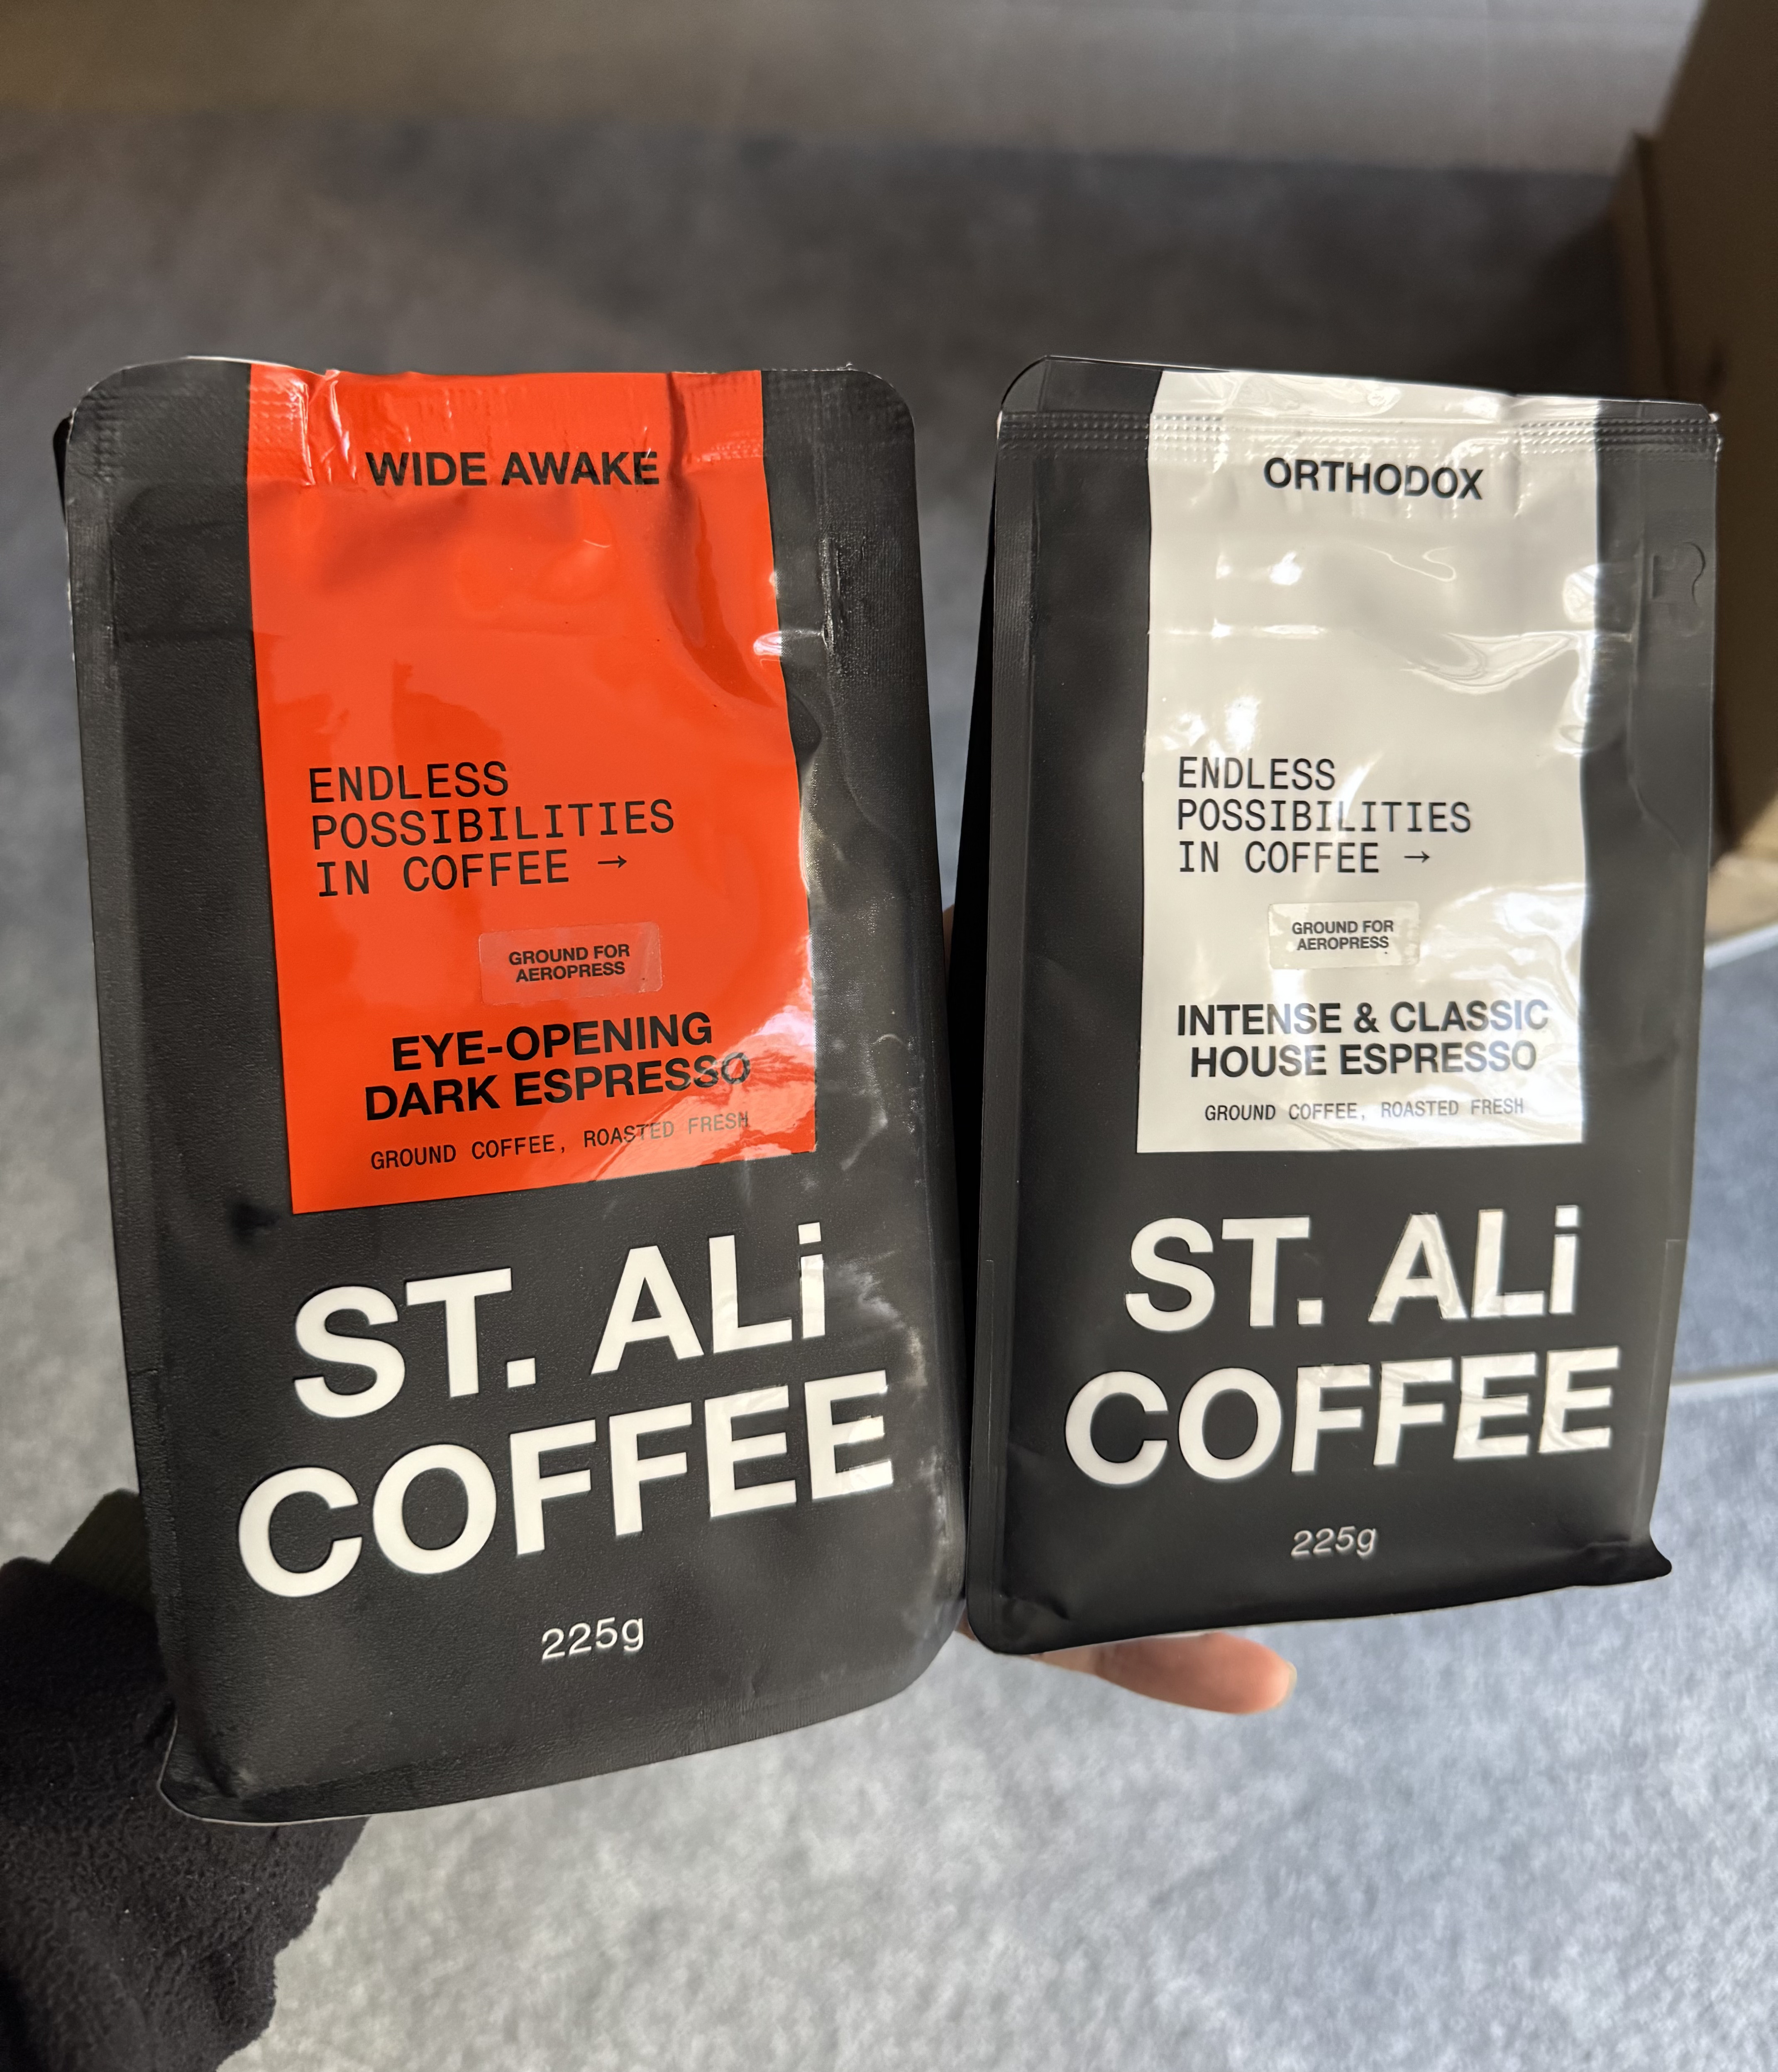 WIDE AWAKE
ENDLESS
POSSIBILITIES
IN COFFEE →
GROUND FOR
AEROPRESS
EYE-OPENING
DARK ESPRESSO
GROUND COFFEE, ROASTED FRESH
ST. ALi
COFFEE
225g
ORTHODOX
ENDLESS
POSSIBILITIES
IN COFFEE →
GROUND FOR
AEROPRESS
INTENSE & CLASSIC
HOUSE ESPRESSO
GROUND COFFEE, ROASTED FRESH
ST. ALi
COFFEE
225g